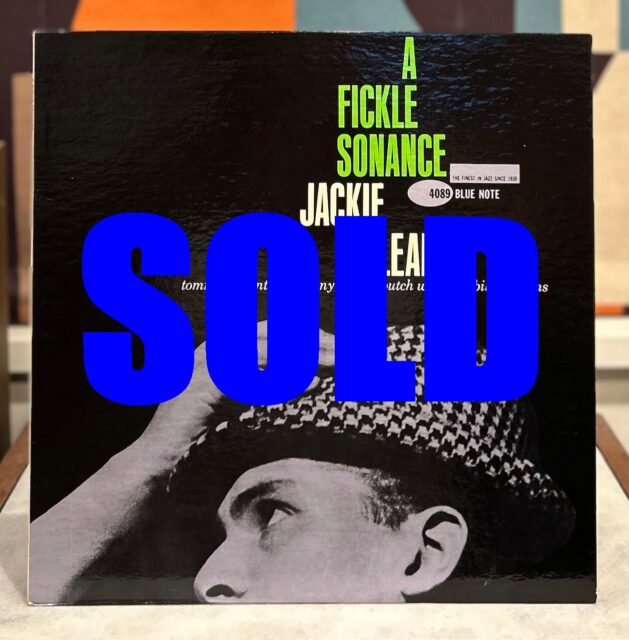 A
FICKLE
SONANCE
THE FINEST IN JAZZ SINCE 1939
4089 BLUE NOTE
JACKIE
SOLD